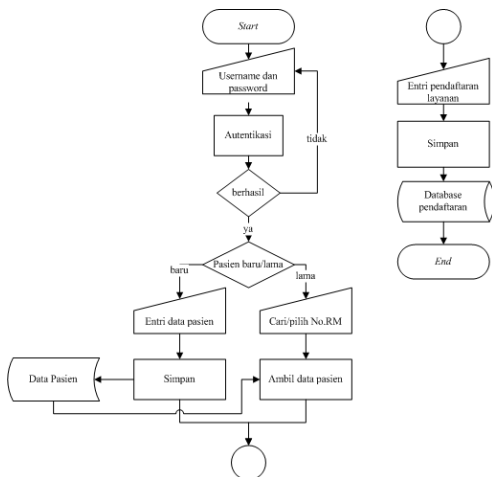 Start
Username dan
password
Autentikasi
tidak
berhasil
ya
Pasien baru/lama
baru
lama
Entri data pasien
Cari/pilih No.RM
Data Pasien
Simpan
Ambil data pasien
Entri pendaftaran
layanan
Simpan
Database
pendaftaran
End